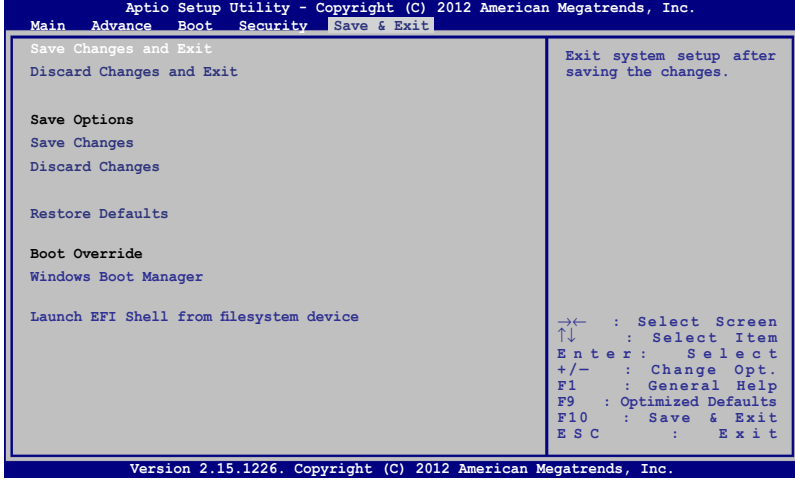 Aptio Setup Utility - Copyright (C) 2012 American Megatrends, Inc.
Main Advance Boot Security Save & Exit
Save Changes and Exit
Discard Changes and Exit
Save Options
Save Changes
Discard Changes
Restore Defaults
Boot Override
Windows Boot Manager
Launch EFI Shell from filesystem device
Exit system setup after
saving the changes.
→← : Select Screen
↑↓ : Select Item
Enter: Select
+/— : Change Opt.
F1 : General Help
F9 : Optimized Defaults
F10 : Save & Exit
ESC : Exit
Version 2.15.1226. Copyright (C) 2012 American Megatrends, Inc.